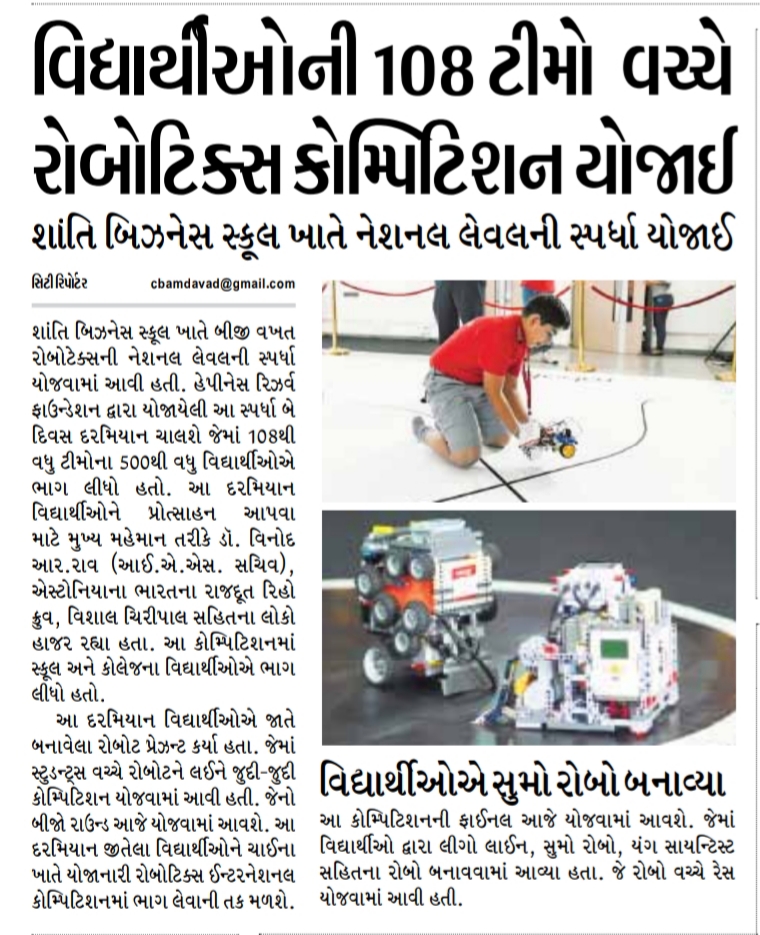 વિદ્યાર્થીઓની 108 ટીમો વચ્ચે
રોબોટિક્સ કોમ્પિટિશન યોજાઈ
શાંતિ બિઝનેસ સ્કૂલ ખાતે નેશનલ લેવલની સ્પર્ધા યોજાઈ
સિટી રિપોર્ટર cbamdavad@gmail.com
શાંતિ બિઝનેસ સ્કૂલ ખાતે બીજી વખત
રોબોટેક્સની નેશનલ લેવલની સ્પર્ધા
યોજવામાં આવી હતી. હેપીનેસ રિઝર્વ
ફાઉન્ડેશન દ્વારા યોજાયેલી આ સ્પર્ધા બે
દિવસ દરમિયાન ચાલશે જેમાં 108થી
વધુ ટીમોના 500થી વધુ વિદ્યાર્થીઓએ
ભાગ લીધો હતો. આ દરમિયાન
વિદ્યાર્થીઓને પ્રોત્સાહન આપવા
માટે મુખ્ય મહેમાન તરીકે ડૉ. વિનોદ
આર.રાવ (આઈ.એ.એસ. સચિવ),
એસ્ટોનિયાના ભારતના રાજદૂત રિહો
ક્રુવ, વિશાલ ચિરીપાલ સહિતના લોકો
હાજર રહ્યા હતા. આ કોમ્પિટિશનમાં
સ્કૂલ અને કોલેજના વિદ્યાર્થીઓએ ભાગ
લીધો હતો.
આ દરમિયાન વિદ્યાર્થીઓએ જાતે
બનાવેલા રોબોટ પ્રેઝન્ટ કર્યા હતા. જેમાં
સ્ટુડન્ટ્સ વચ્ચે રોબોટને લઈને જુદી-જુદી
કોમ્પિટિશન યોજવામાં આવી હતી. જેનો
બીજો રાઉન્ડ આજે યોજવામાં આવશે. આ
દરમિયાન જીતેલા વિદ્યાર્થીઓને ચાઈના
ખાતે યોજાનારી રોબોટિક્સ ઈન્ટરનેશનલ
કોમ્પિટિશનમાં ભાગ લેવાની તક મળશે.
વિદ્યાર્થીઓએ સુમો રોબો બનાવ્યા
આ કોમ્પિટિશનની ફાઈનલ આજે યોજવામાં આવશે. જેમાં
વિદ્યાર્થીઓ દ્વારા લીગો લાઈન, સુમો રોબો, યંગ સાયન્ટિસ્ટ
સહિતના રોબો બનાવવામાં આવ્યા હતા. જે રોબો વચ્ચે રેસ
યોજવામાં આવી હતી.